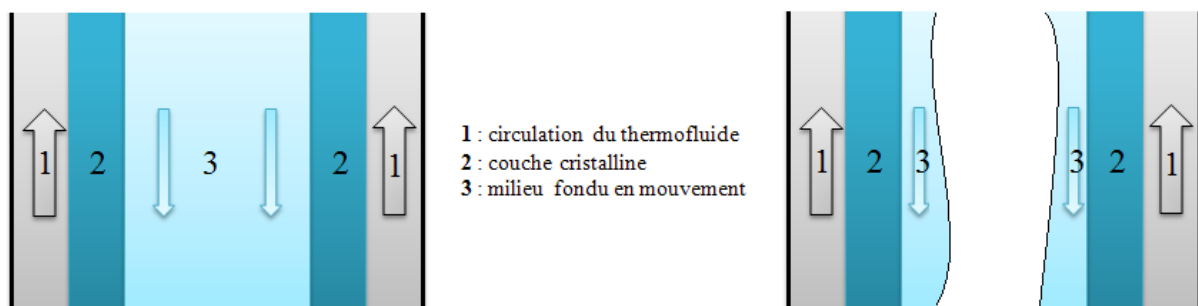 1 2 3 2 1
1 : circulation du thermofluide
2 : couche cristalline
3 : milieu fondu en mouvement
1 2 3 3 2 1